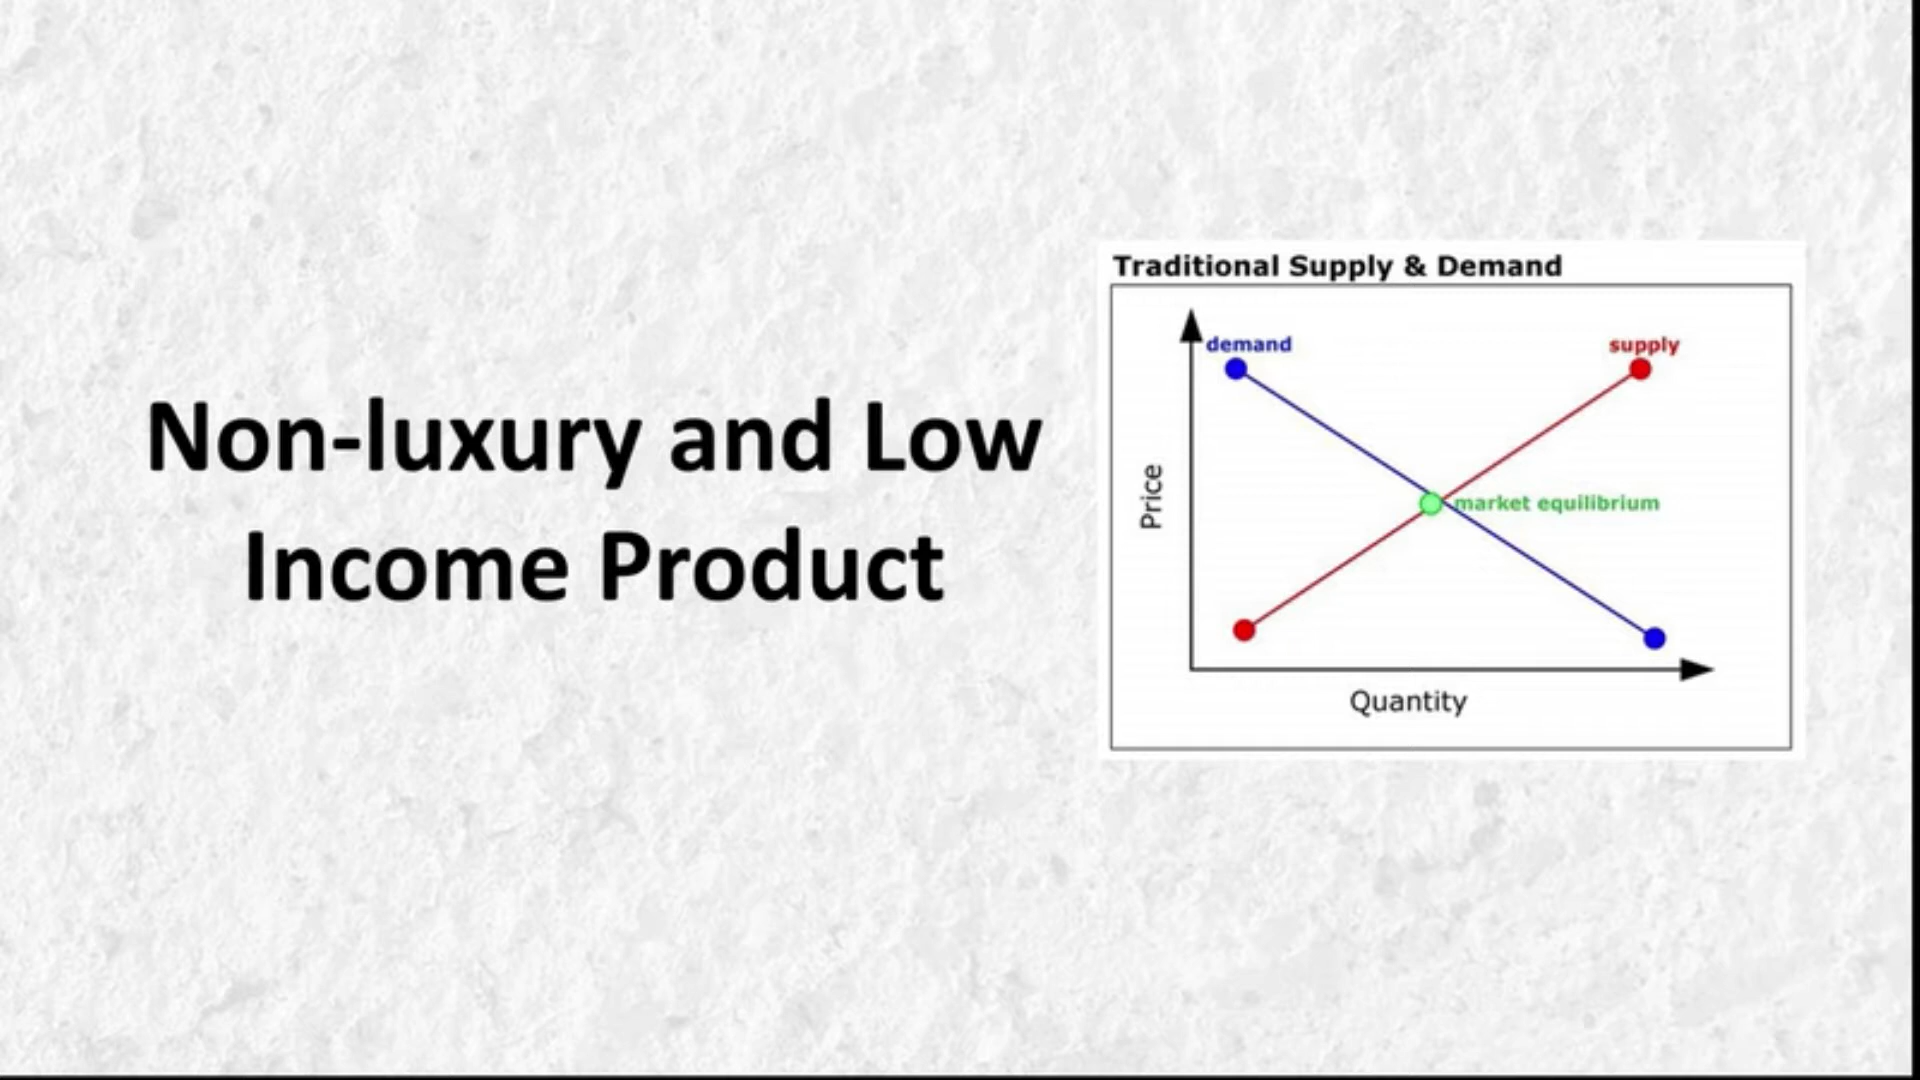 Non-luxury and Low
Income Product
Traditional Supply & Demand
demand
supply
market equilibrium
Price
Quantity